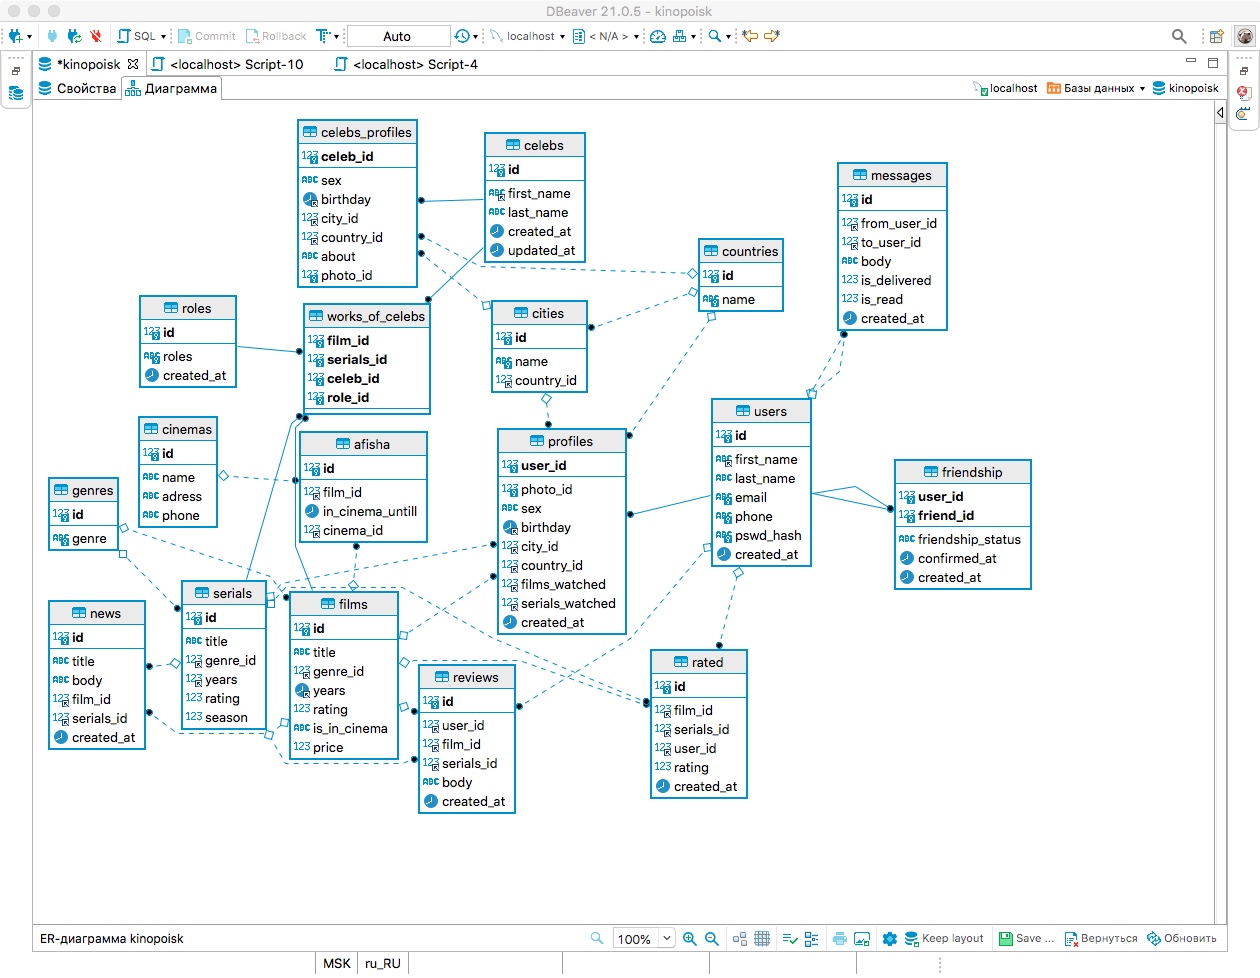 DBeaver 21.0.5 - kinopoisk
SQL
Commit
Rollback
Auto
localhost
< N/A >
*kinopoisk
<localhost> Script-10
<localhost> Script-4
Свойства
Диаграмма
localhost
Базы данных
kinopoisk
celebs_profiles
celeb_id
sex
birthday
city_id
country_id
about
photo_id
celebs
id
first_name
last_name
created_at
updated_at
messages
id
from_user_id
to_user_id
body
is_delivered
is_read
created_at
countries
id
name
roles
id
roles
created_at
works_of_celebs
film_id
serials_id
celeb_id
role_id
cities
id
name
country_id
cinemas
id
name
adress
phone
afisha
id
film_id
in_cinema_untill
cinema_id
profiles
user_id
photo_id
sex
birthday
city_id
country_id
films_watched
serials_watched
created_at
users
id
first_name
last_name
email
phone
pswd_hash
created_at
friendship
user_id
friend_id
friendship_status
confirmed_at
created_at
genres
id
genre
serials
id
title
genre_id
years
rating
season
films
id
title
genre_id
years
rating
is_in_cinema
price
news
id
title
body
film_id
serials_id
created_at
reviews
id
user_id
film_id
serials_id
body
created_at
rated
id
film_id
serials_id
user_id
rating
created_at
ER-диаграмма kinopoisk
100%
Keep layout
Save ...
Вернуться
Обновить
MSK
ru_RU